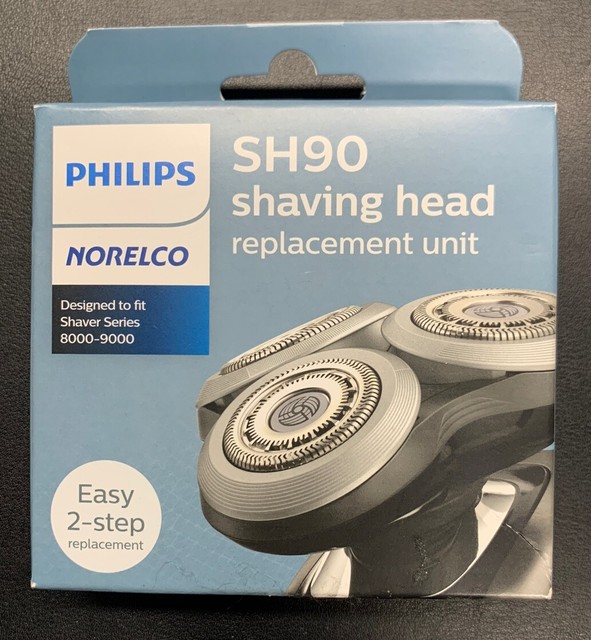 PHILIPS
NORELCO
Designed to fit
Shaver Series
8000-9000
SH90
shaving head
replacement unit
Easy
2-step
replacement